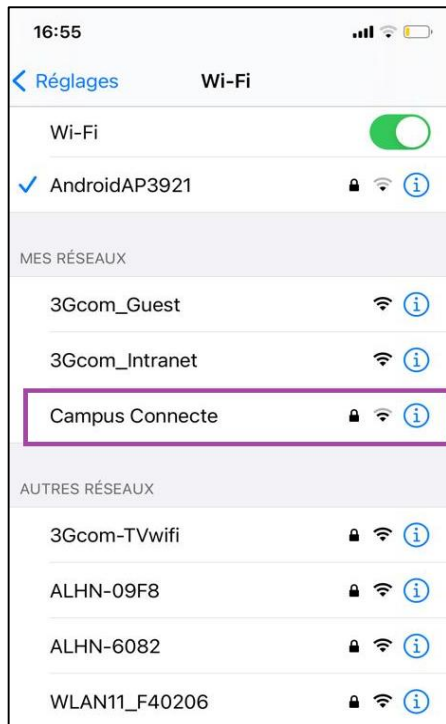 16:55
Réglages Wi-Fi
Wi-Fi
AndroidAP3921
MES RÉSEAUX
3Gcom_Guest
3Gcom_Intranet
Campus Connecte
AUTRES RÉSEAUX
3Gcom-TVwifi
ALHN-09F8
ALHN-6082
WLAN11_F40206